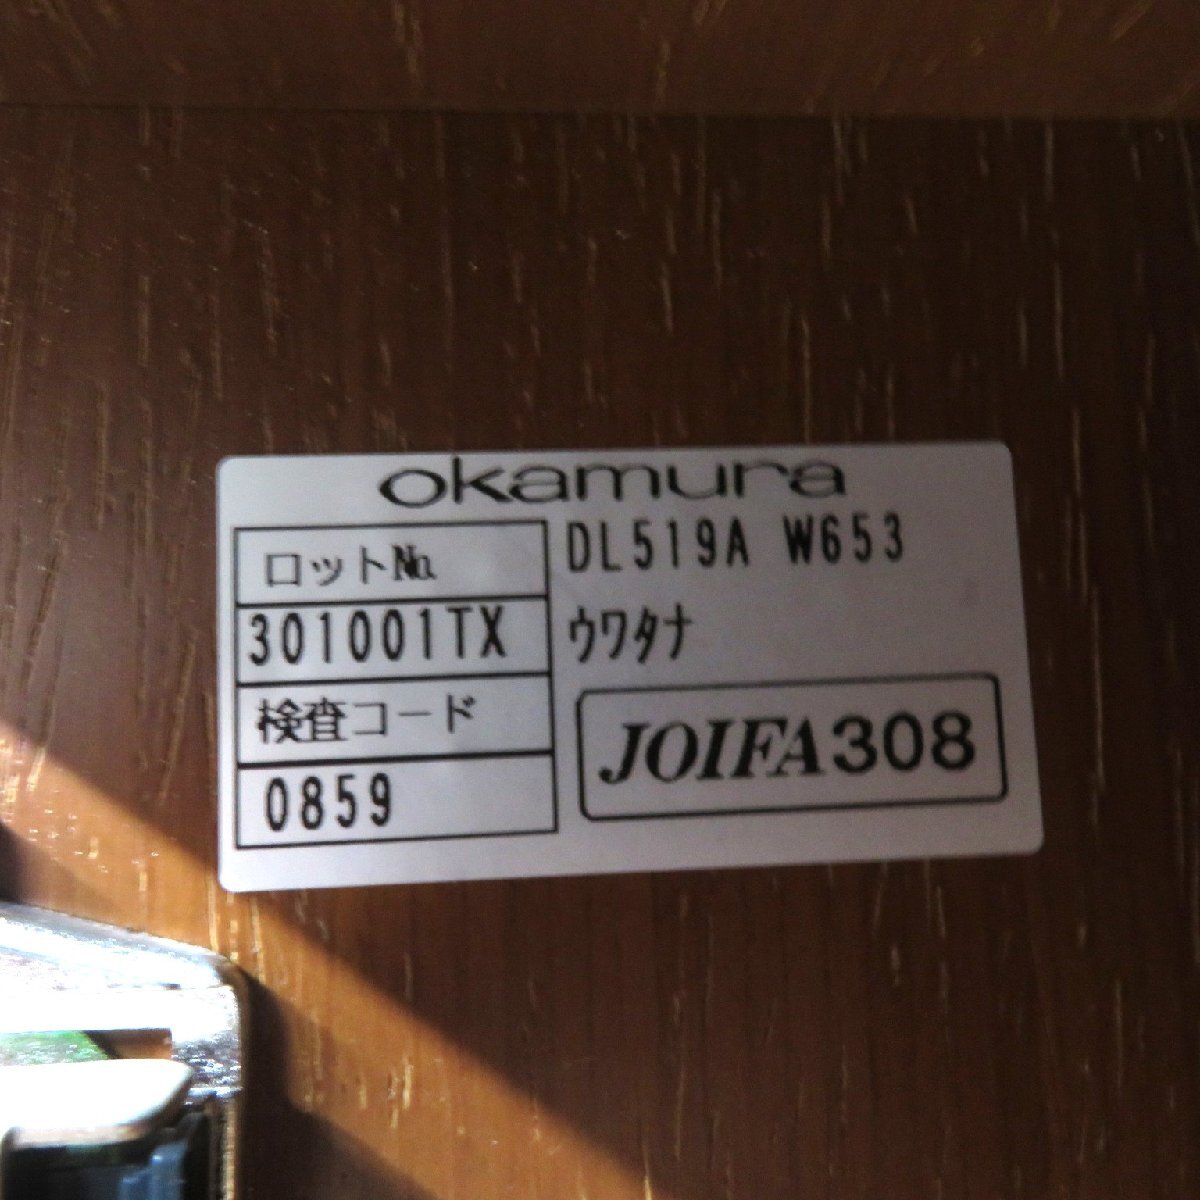 okamura
ロット№
301001TX
検査コード
0859
DL519A W653
ウワタナ
JOIFA308